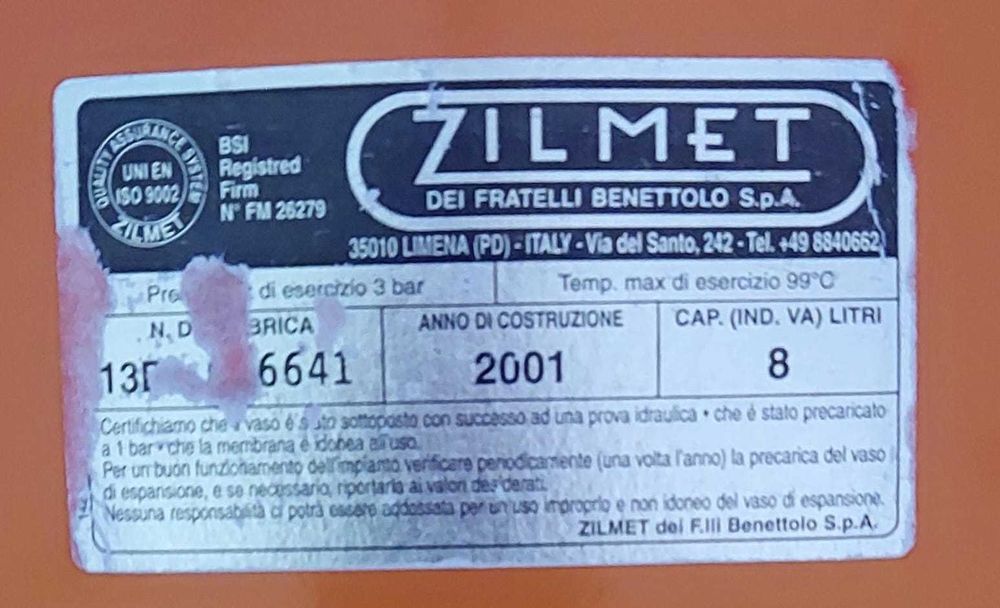 QUALITY ASSURANCE SYSTEM
UNI EN
ISO 9002
ZILMET
BSI
Registred
Firm
N° FM 26279
ZILMET
DEI FRATELLI BENETTOLO S.p.A.
35010 LIMENA (PD) - ITALY - Via del Santo, 242 - Tel. +49 8840662
di esercizio 3 bar
Temp. max di esercizio 99°C
N. D BRICA
ANNO DI COSTRUZIONE
CAP. (IND. VA) LITRI
13 6641
2001
8
Certifichiamo che vaso è sottoposto con successo ad una prova idraulica • che é stato precaricato
a 1 bar • che la membrana è idonea all'uso.
Per un buon funzionamento dell'impianto verificare periodicamente (una volta l'anno) la precarica del vaso
di espansione, e se necessario, riportarla ai valori desiderati.
Nessuna responsabilità ci potrà essere addossata per un uso improprio e non idoneo del vaso di espansione.
ZILMET dei F.lli Benettolo S.p.A.